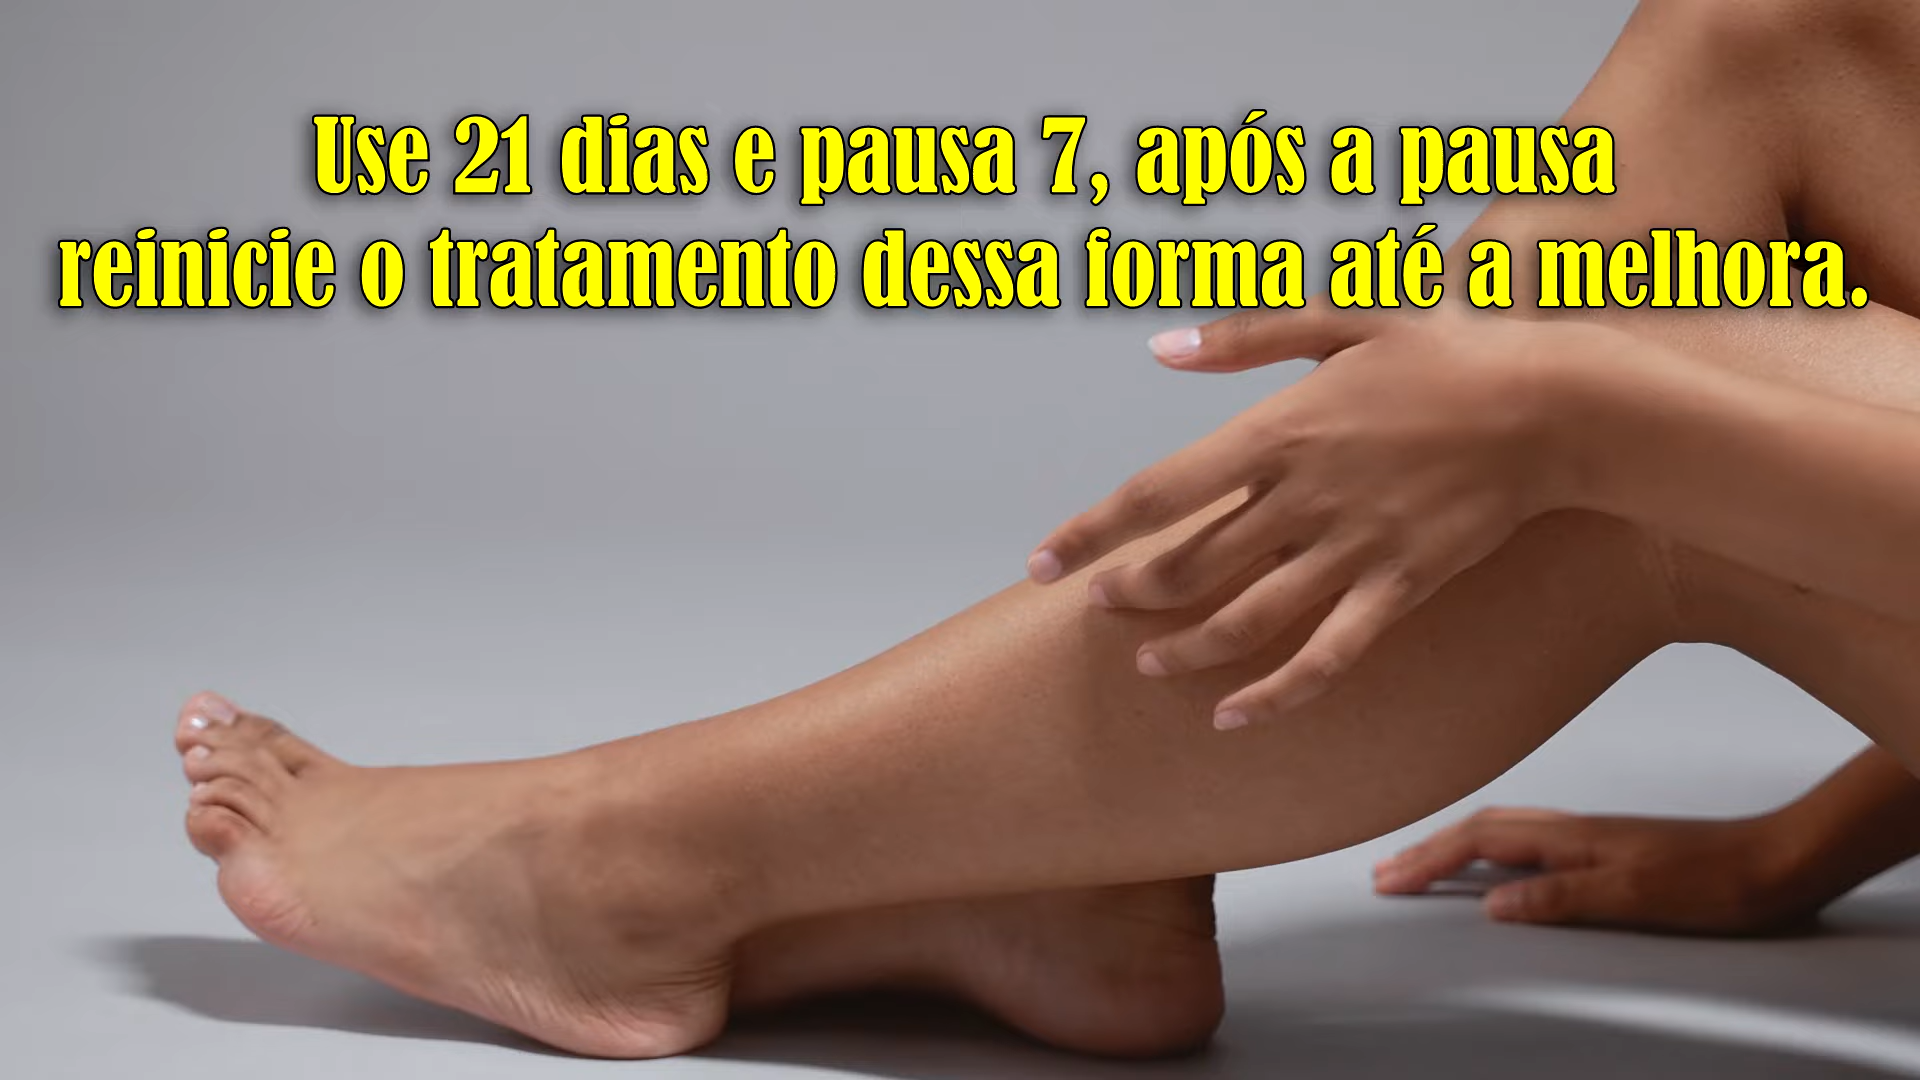 Use 21 dias e pausa 7, após a pausa
reinicie o tratamento dessa forma até a melhora.